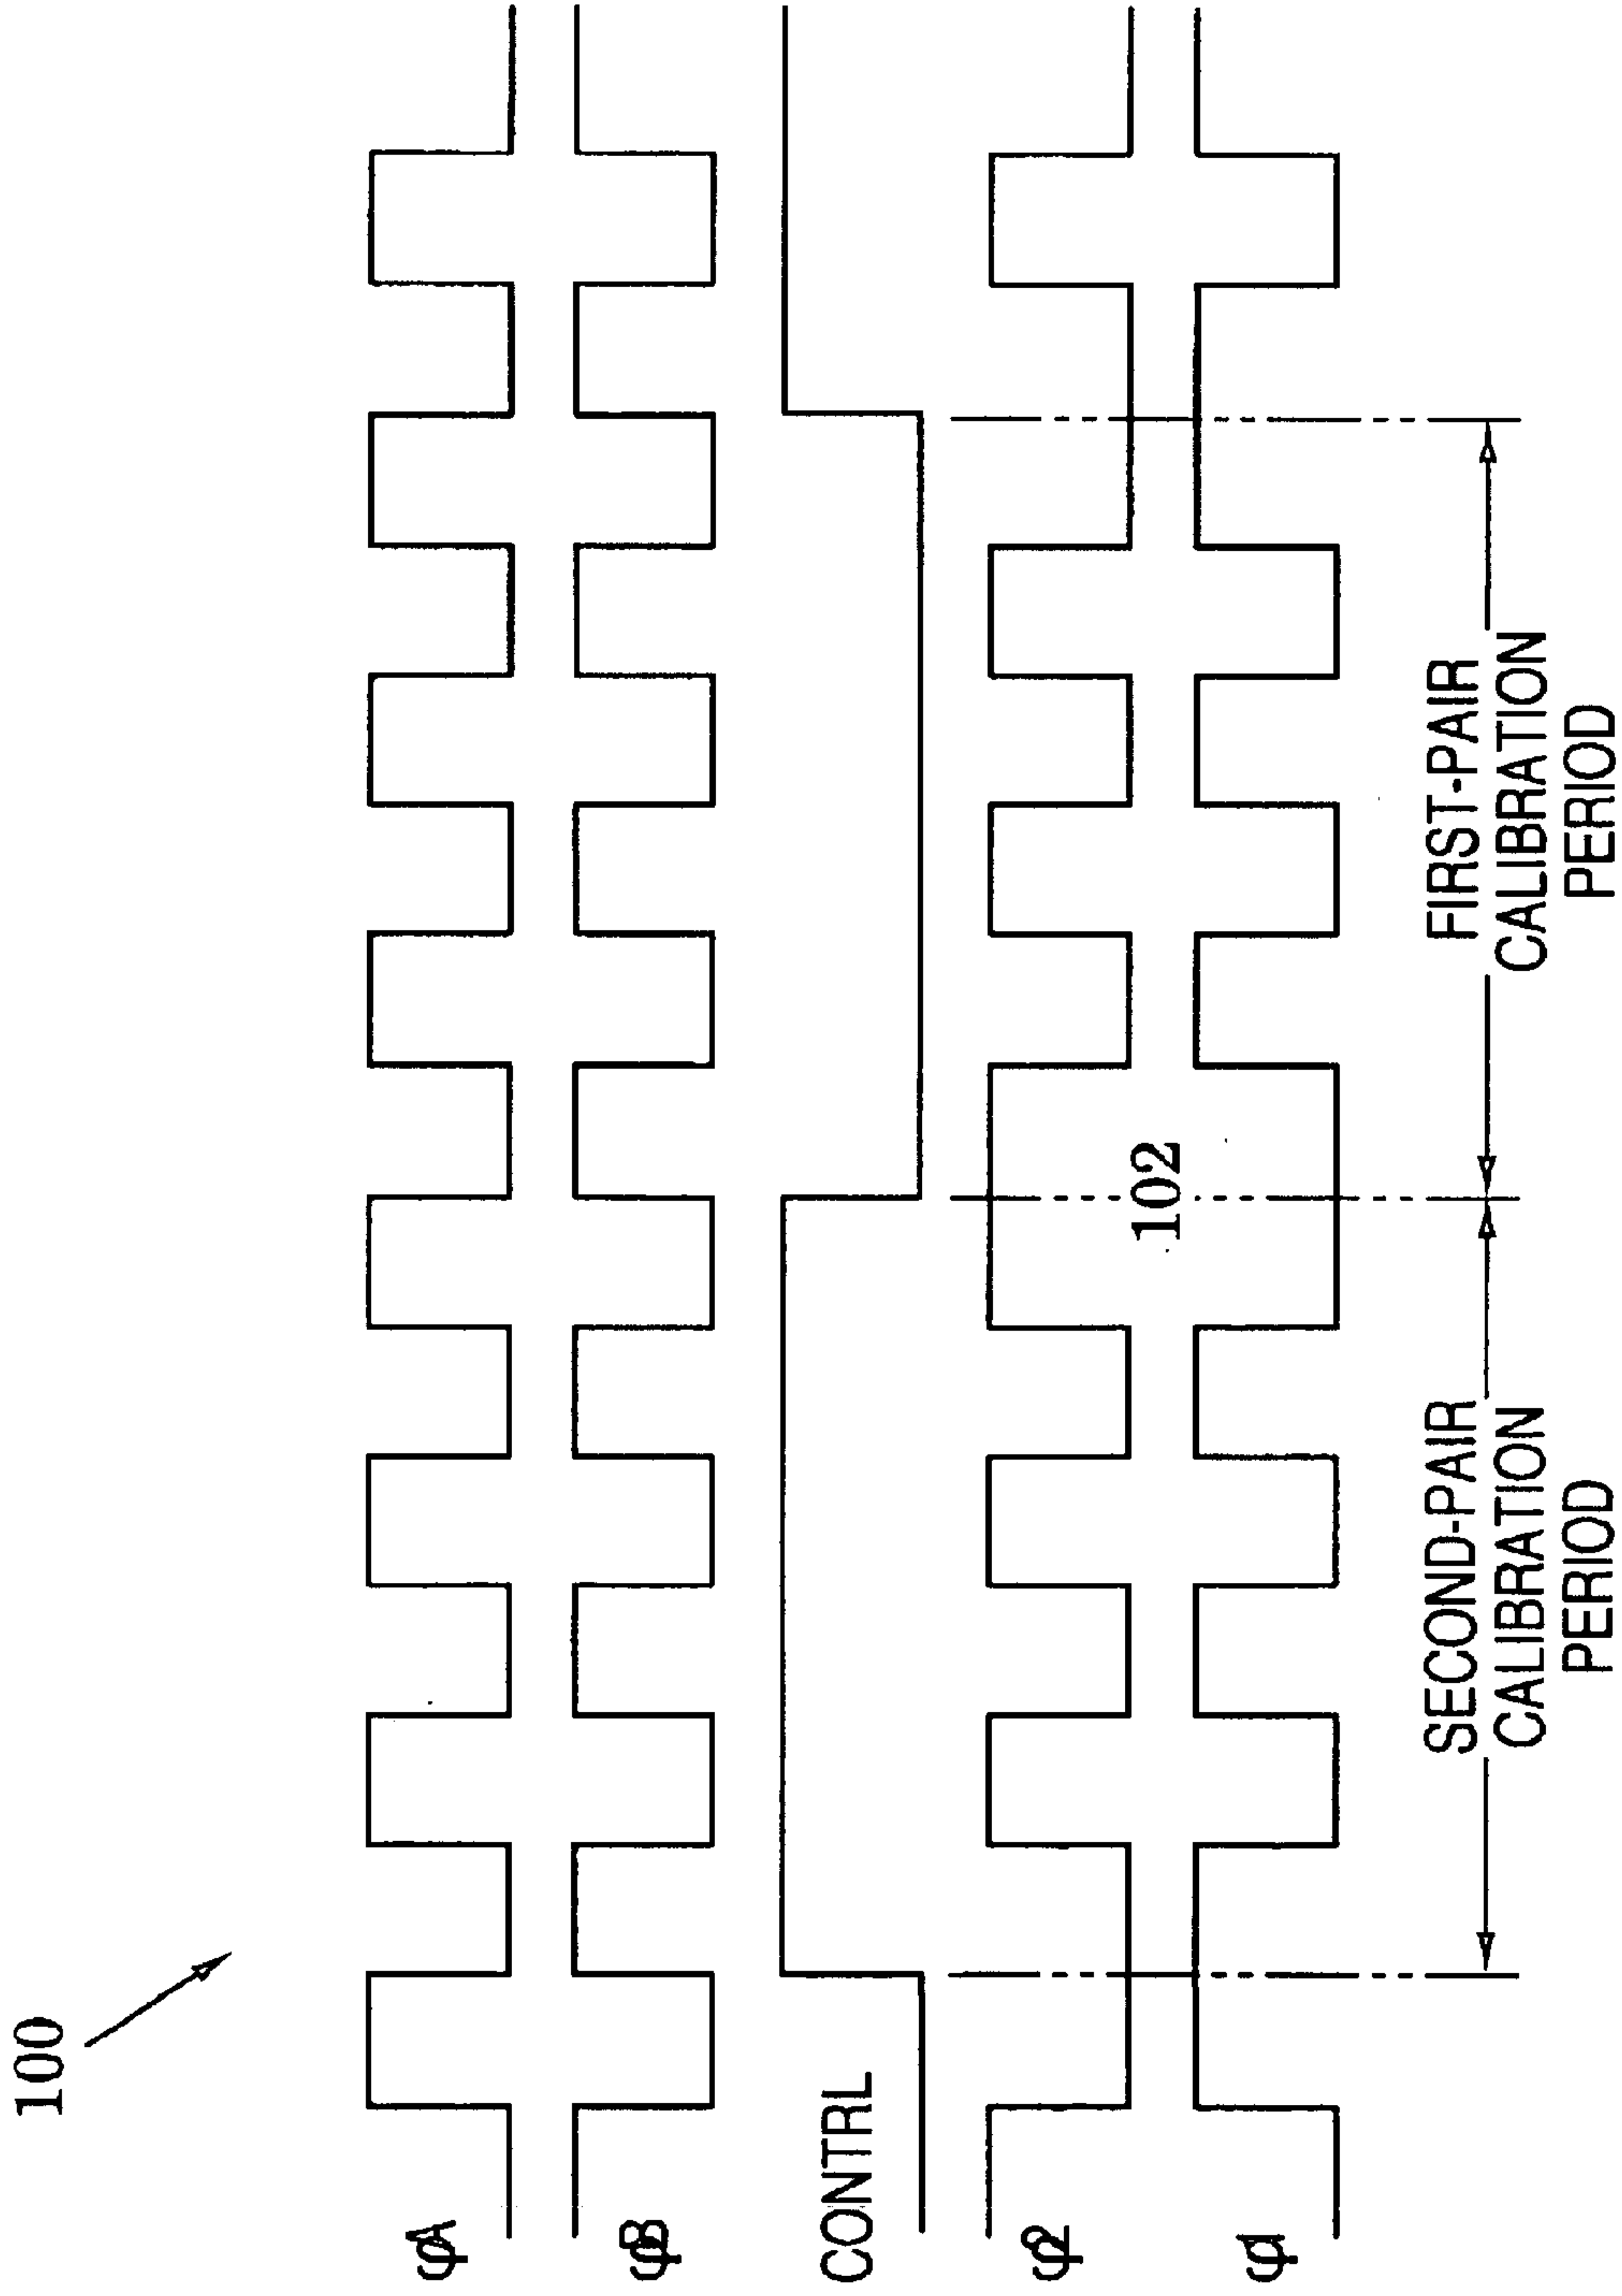 100
φA
φB
CONTRL
φ2
φ1
102
SECOND-PAIR
CALIBRATION
PERIOD
FIRST-PAIR
CALIBRATION
PERIOD